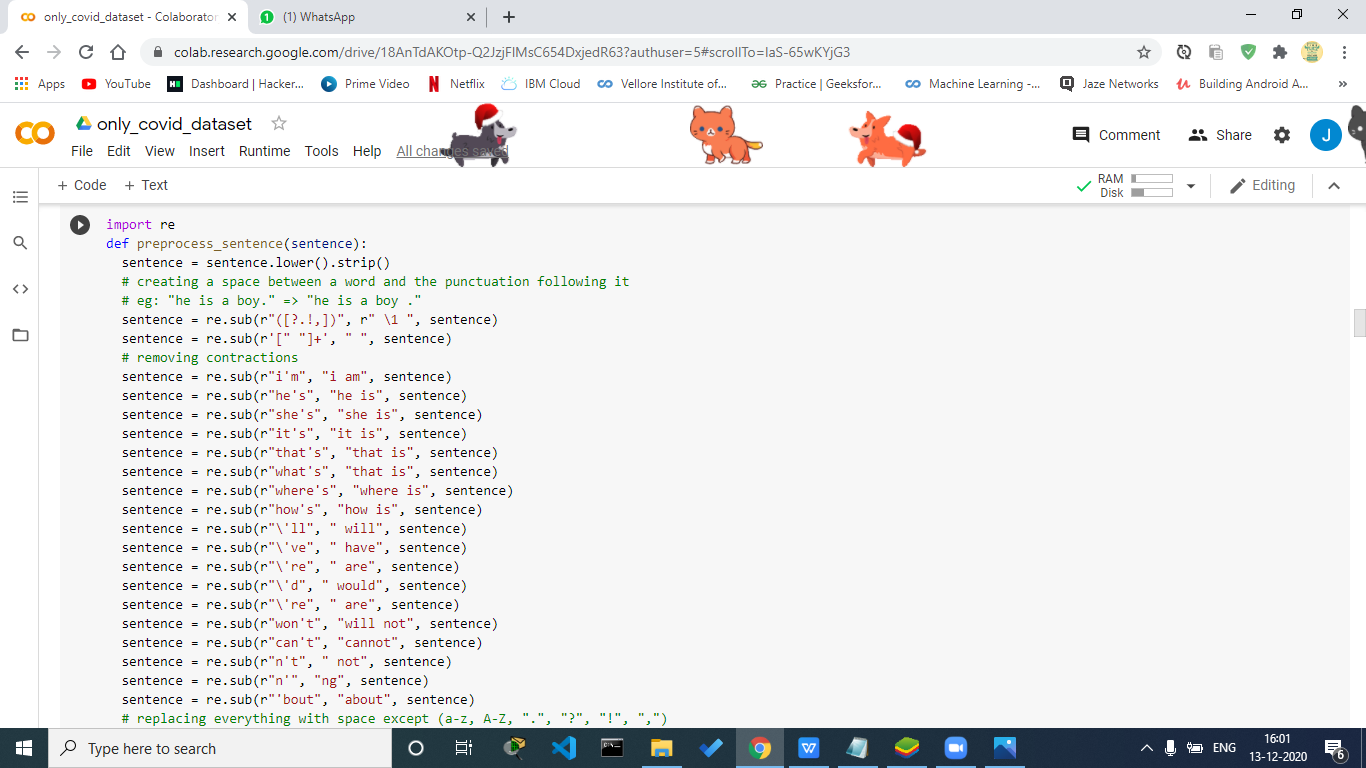 only_covid_dataset - Colaborator
(1) WhatsApp
colab.research.google.com/drive/18AnTdAKOtp-Q2JzjFIMsC654DxjedR63?authuser=5#scrollTo=IaS-65wKYjG3
Apps YouTube Dashboard | Hacker... Prime Video Netflix IBM Cloud Vellore Institute of... Practice | Geeksfor... Machine Learning -... Jaze Networks Building Android A... »
only_covid_dataset
Comment Share J
File Edit View Insert Runtime Tools Help All changes saved
+ Code + Text
RAM
Disk
Editing
import re
def preprocess_sentence(sentence):
  sentence = sentence.lower().strip()
  # creating a space between a word and the punctuation following it
  # eg: "he is a boy." => "he is a boy ."
  sentence = re.sub(r"([?.!,])", r" \1 ", sentence)
  sentence = re.sub(r'[" "]+', " ", sentence)
  # removing contractions
  sentence = re.sub(r"i'm", "i am", sentence)
  sentence = re.sub(r"he's", "he is", sentence)
  sentence = re.sub(r"she's", "she is", sentence)
  sentence = re.sub(r"it's", "it is", sentence)
  sentence = re.sub(r"that's", "that is", sentence)
  sentence = re.sub(r"what's", "that is", sentence)
  sentence = re.sub(r"where's", "where is", sentence)
  sentence = re.sub(r"how's", "how is", sentence)
  sentence = re.sub(r"\'ll", " will", sentence)
  sentence = re.sub(r"\'ve", " have", sentence)
  sentence = re.sub(r"\'re", " are", sentence)
  sentence = re.sub(r"\'d", " would", sentence)
  sentence = re.sub(r"\'re", " are", sentence)
  sentence = re.sub(r"won't", "will not", sentence)
  sentence = re.sub(r"can't", "cannot", sentence)
  sentence = re.sub(r"n't", " not", sentence)
  sentence = re.sub(r"n'", "ng", sentence)
  sentence = re.sub(r"'bout", "about", sentence)
  # replacing everything with space except (a-z, A-Z, ".", "?", "!", ",")
Type here to search
ENG
16:01
13-12-2020
6